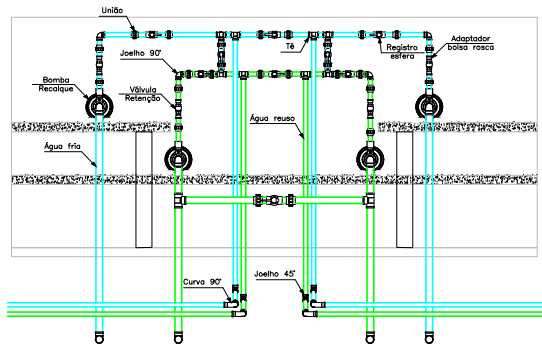 União
Tê
Registro
esfera
Adaptador
bolsa rosca
Joelho 90°
Bomba
Recalque
Válvula
Retenção
Água reuso
Água fria
Curva 90°
Joelho 45°